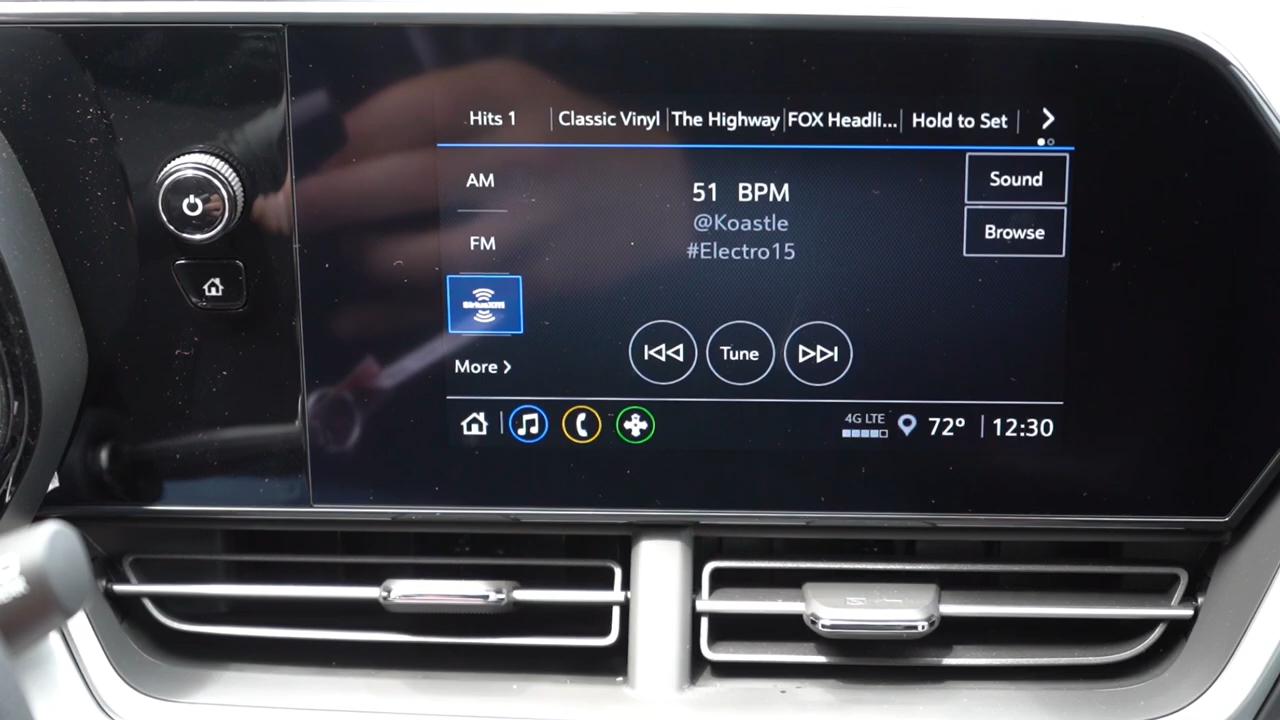 Hits 1
Classic Vinyl
The Highway
FOX Headli...
Hold to Set
AM
51 BPM
Sound
@Koastle
Browse
FM
#Electro15
SiriusXM
More
Tune
4G LTE
72°
12:30